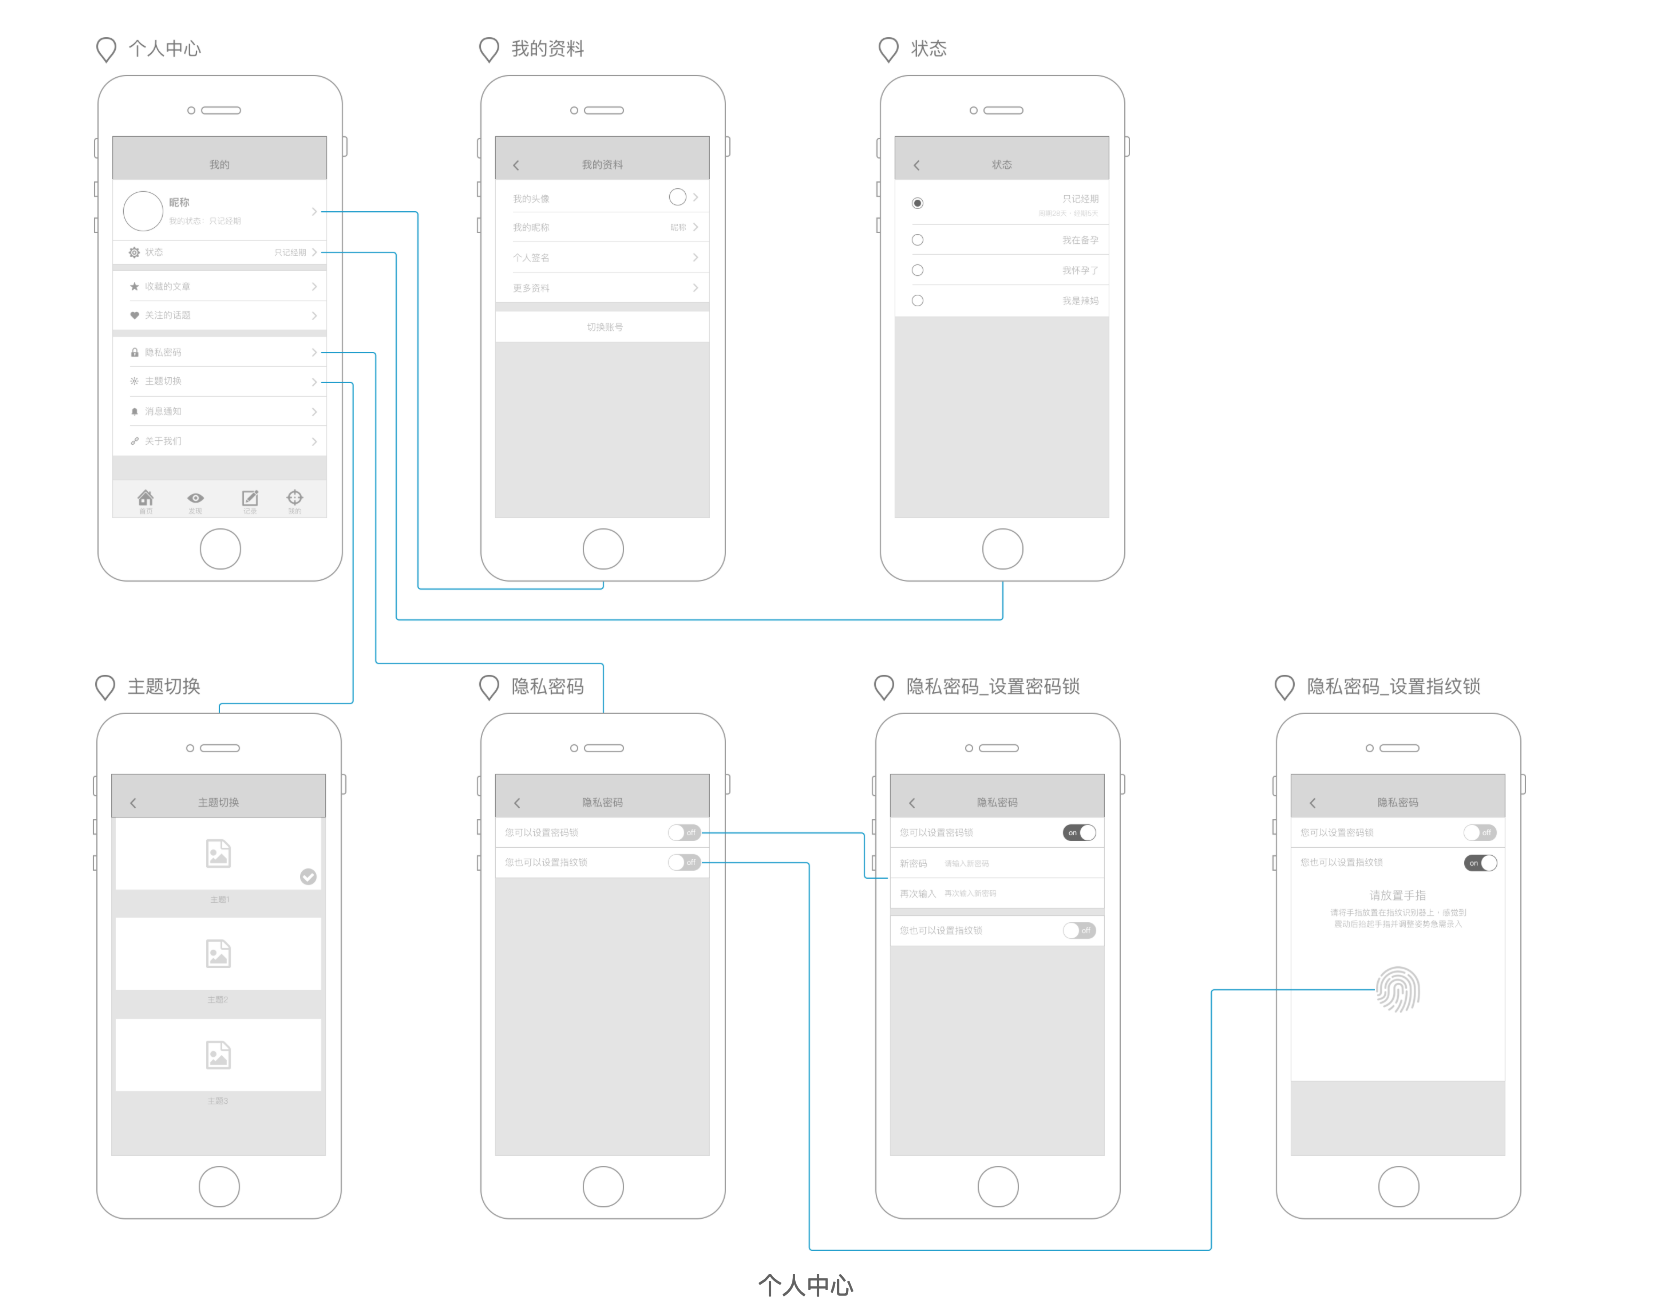 个人中心
我的
昵称
我的状态：只记经期
状态 只记经期
收藏的文章
关注的话题
隐私密码
主题切换
消息通知
关于我们
首页 发现 记录 我的
我的资料
我的资料
我的头像
我的昵称 昵称
个人签名
更多资料
切换账号
状态
状态
只记经期
我在备孕
我怀孕了
我是辣妈
主题切换
主题切换
主题1
主题2
主题3
隐私密码
隐私密码
您可以设置密码锁 off
您也可以设置指纹锁 off
隐私密码_设置密码锁
隐私密码
您可以设置密码锁 on
新密码 请输入新密码
再次输入 再次输入新密码
您也可以设置指纹锁 off
隐私密码_设置指纹锁
隐私密码
您可以设置密码锁 off
您也可以设置指纹锁 on
请放置手指
请将手指放置在指纹识别器上，感觉到
震动后抬起手指并调整姿势急需录入
个人中心